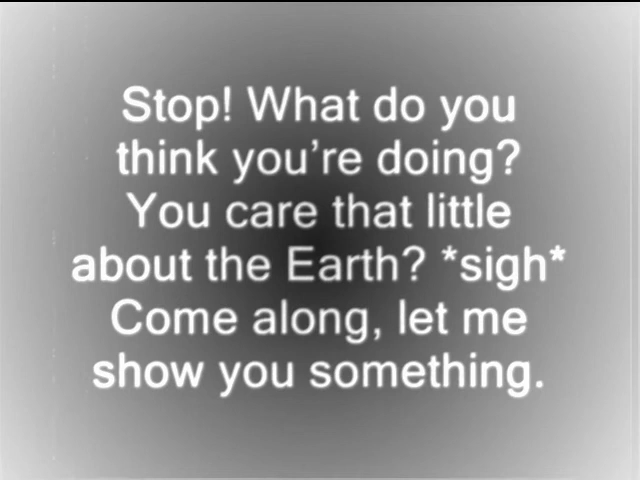 Stop! What do you
think you’re doing?
You care that little
about the Earth? *sigh*
Come along, let me
show you something.